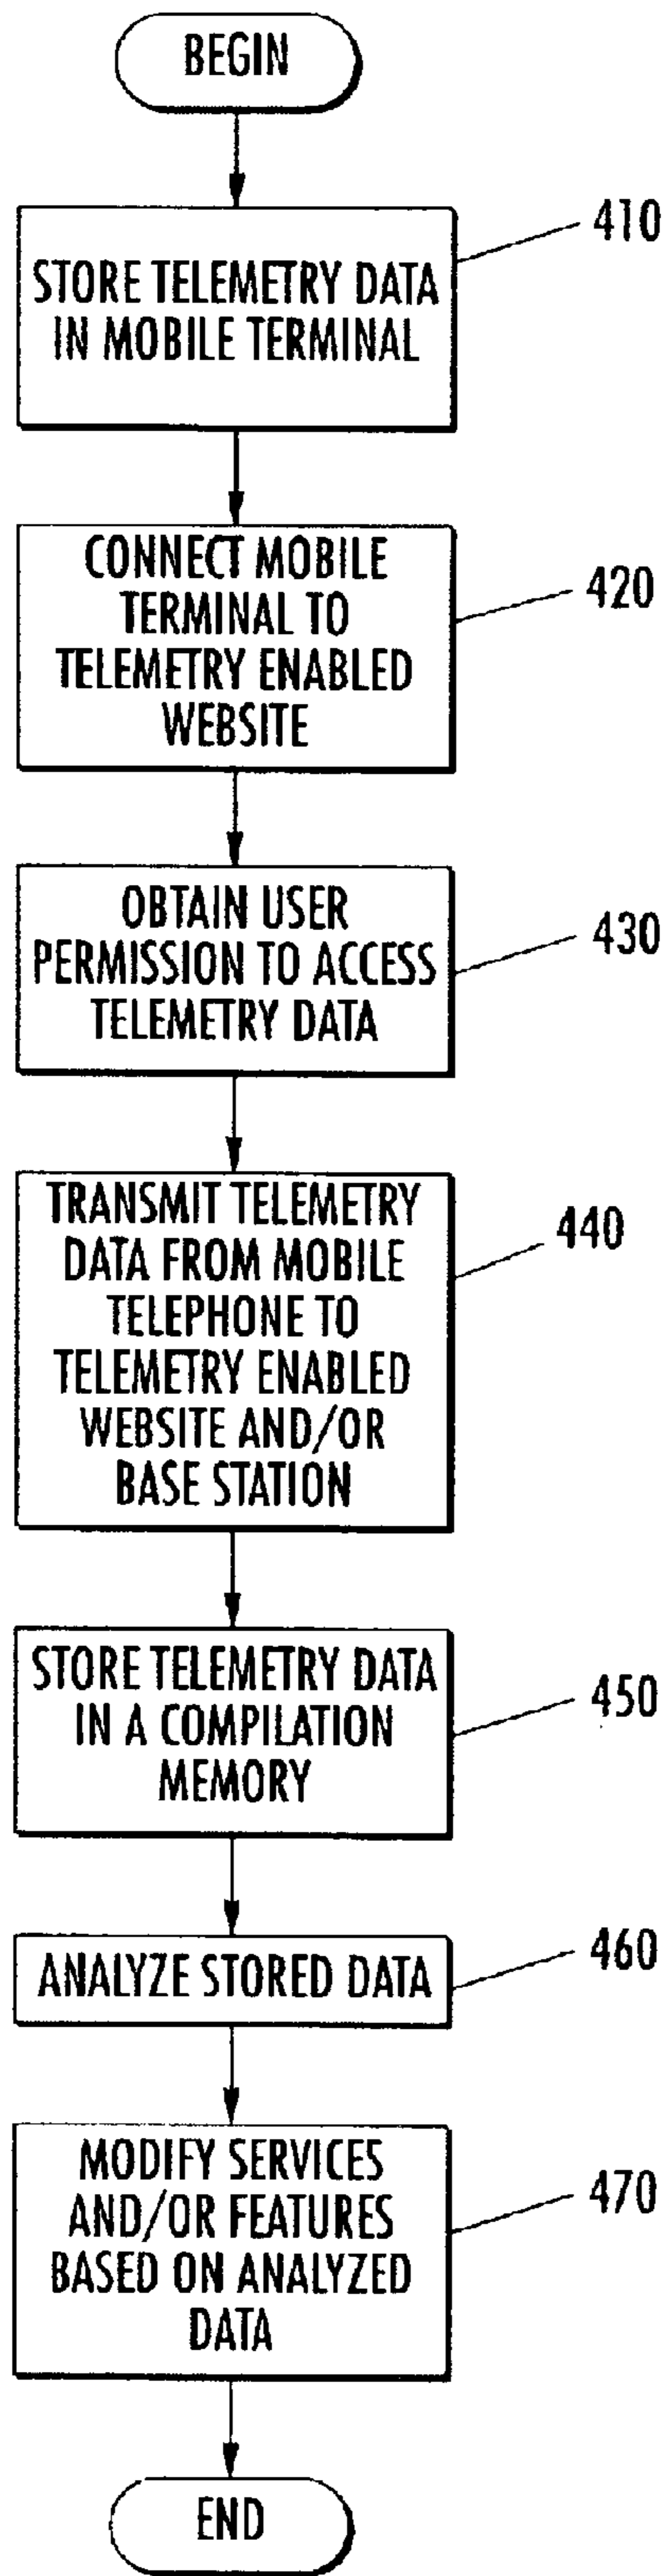 BEGIN
STORE TELEMETRY DATA
IN MOBILE TERMINAL
410
CONNECT MOBILE
TERMINAL TO
TELEMETRY ENABLED
WEBSITE
420
OBTAIN USER
PERMISSION TO ACCESS
TELEMETRY DATA
430
TRANSMIT TELEMETRY
DATA FROM MOBILE
TELEPHONE TO
TELEMETRY ENABLED
WEBSITE AND/OR
BASE STATION
440
STORE TELEMETRY DATA
IN A COMPILATION
MEMORY
450
ANALYZE STORED DATA
460
MODIFY SERVICES
AND/OR FEATURES
BASED ON ANALYZED
DATA
470
END